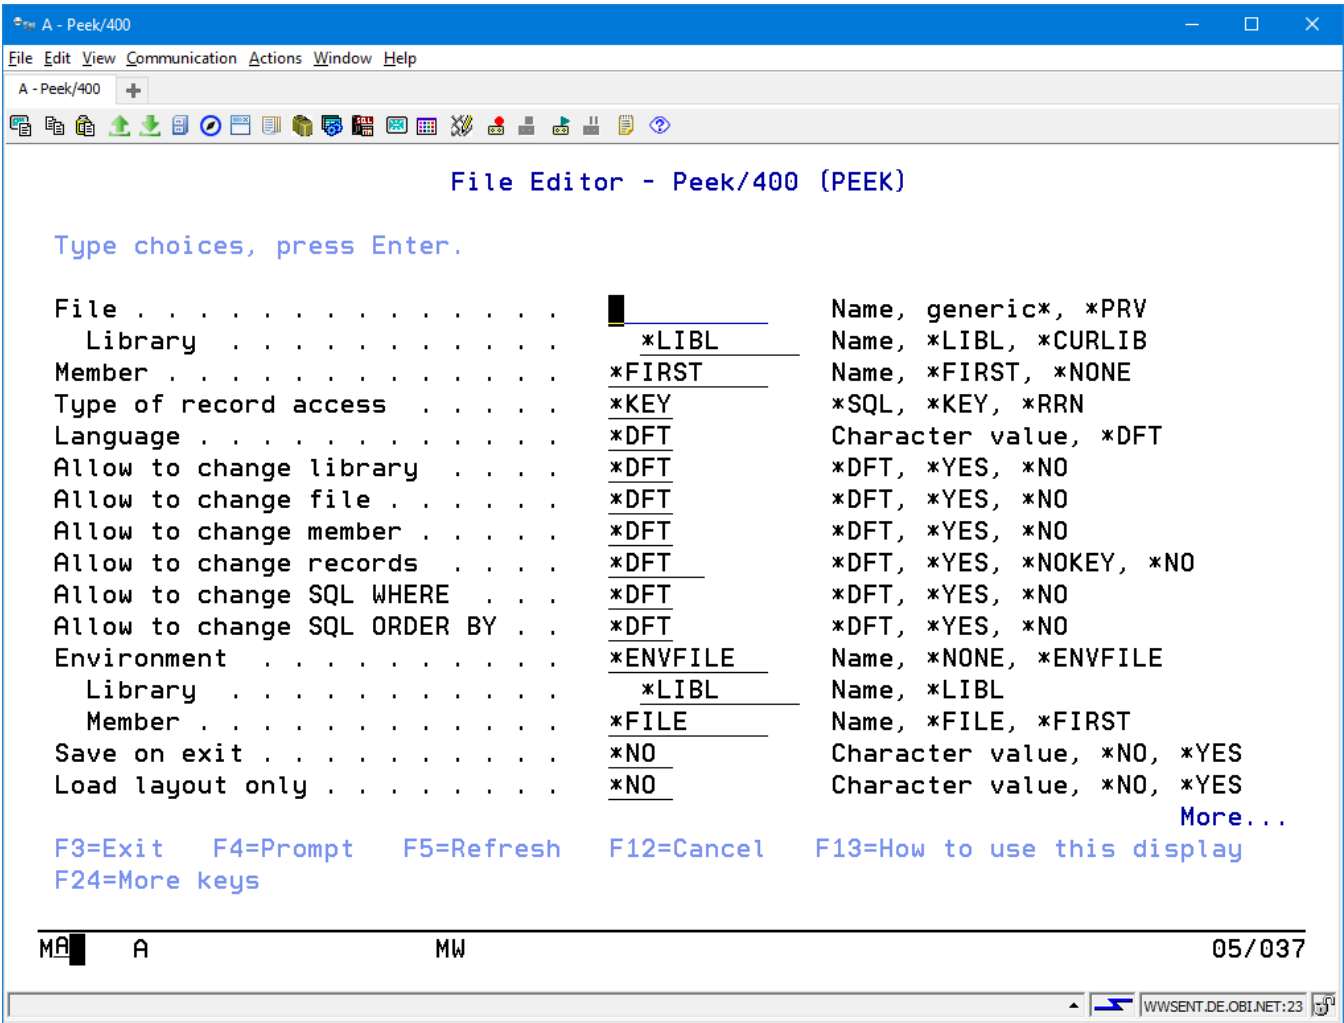 A - Peek/400
File Edit View Communication Actions Window Help
A - Peek/400
File Editor - Peek/400 (PEEK)
Type choices, press Enter.
File . . . . . . . . . . . . . . Name, generic*, *PRV
Library . . . . . . . . . . . *LIBL Name, *LIBL, *CURLIB
Member . . . . . . . . . . . . . *FIRST Name, *FIRST, *NONE
Type of record access . . . . . *KEY *SQL, *KEY, *RRN
Language . . . . . . . . . . . . *DFT Character value, *DFT
Allow to change library . . . . *DFT *DFT, *YES, *NO
Allow to change file . . . . . . *DFT *DFT, *YES, *NO
Allow to change member . . . . . *DFT *DFT, *YES, *NO
Allow to change records . . . . *DFT *DFT, *YES, *NOKEY, *NO
Allow to change SQL WHERE . . . *DFT *DFT, *YES, *NO
Allow to change SQL ORDER BY . . *DFT *DFT, *YES, *NO
Environment . . . . . . . . . . *ENVFILE Name, *NONE, *ENVFILE
Library . . . . . . . . . . . *LIBL Name, *LIBL
Member . . . . . . . . . . . . *FILE Name, *FILE, *FIRST
Save on exit . . . . . . . . . . *NO Character value, *NO, *YES
Load layout only . . . . . . . . *NO Character value, *NO, *YES
More...
F3=Exit F4=Prompt F5=Refresh F12=Cancel F13=How to use this display
F24=More keys
MA A MW 05/037
WWSENT.DE.OBI.NET:23